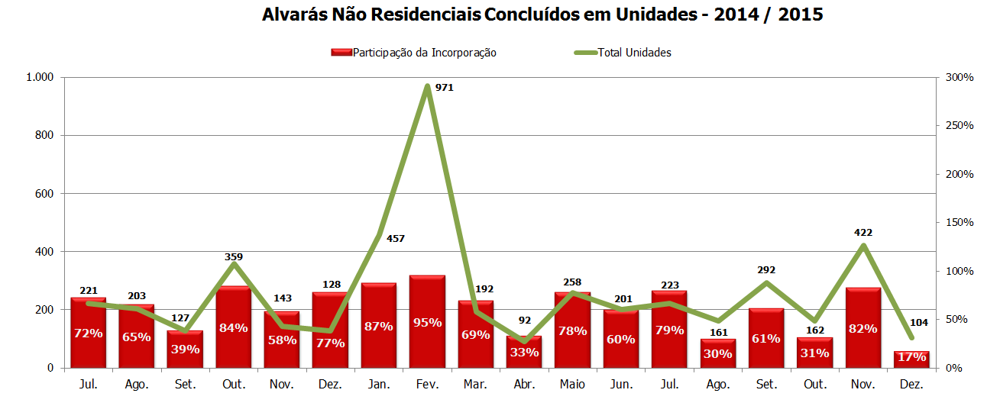 Alvarás Não Residenciais Concluídos em Unidades - 2014 / 2015
Participação da Incorporação Total Unidades
1.000 300%
971
250%
800
200%
600
457 150%
422
400 359
292 100%
258
221 203 223
192
200 143 128 127 201 161 162 50%
92 104
72% 65% 39% 84% 58% 77% 87% 95% 69% 33% 78% 60% 79% 30% 61% 31% 82% 17%
0 0%
Jul. Ago. Set. Out. Nov. Dez. Jan. Fev. Mar. Abr. Maio Jun. Jul. Ago. Set. Out. Nov. Dez.